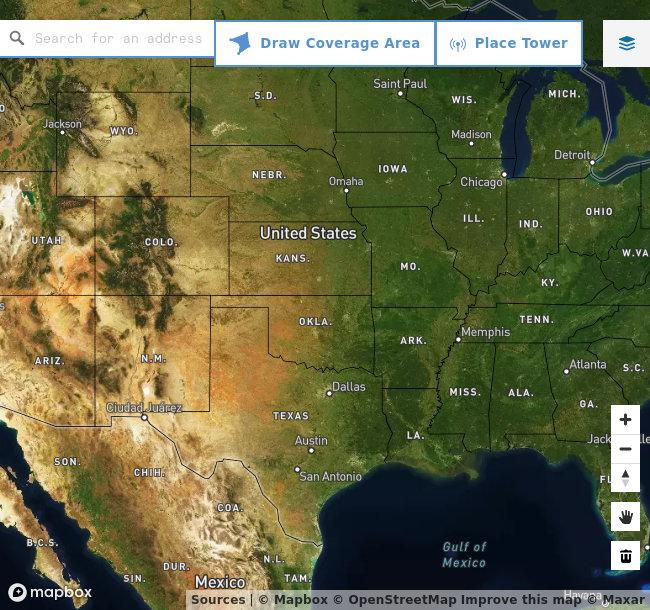 Search for an address
Draw Coverage Area
Place Tower
S.D.
Saint Paul
WIS.
MICH.
Jackson
WYO.
Madison
Detroit
NEBR.
IOWA
Omaha
Chicago
OHIO
ILL.
IND.
United States
UTAH
COLO.
KANS.
MO.
W.VA
KY.
OKLA.
TENN.
Memphis
ARK.
ARIZ.
N.M.
Atlanta
S.C.
Dallas
MISS.
ALA.
GA.
Ciudad Juárez
TEXAS
Austin
LA.
SON.
CHIH.
San Antonio
COA.
Gulf of
Mexico
B.C.S.
DUR.
SIN.
N.L.
TAM.
Mexico
Havana
mapbox
Sources | © Mapbox © OpenStreetMap Improve this map © Maxar